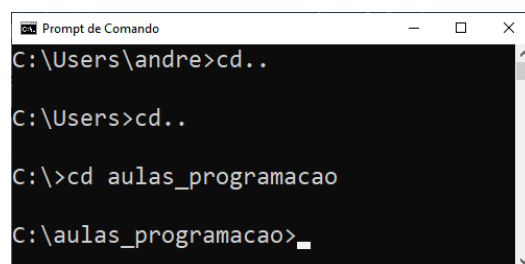 Prompt de Comando
C:\Users\andre>cd..
C:\Users>cd..
C:\>cd aulas_programacao
C:\aulas_programacao>_